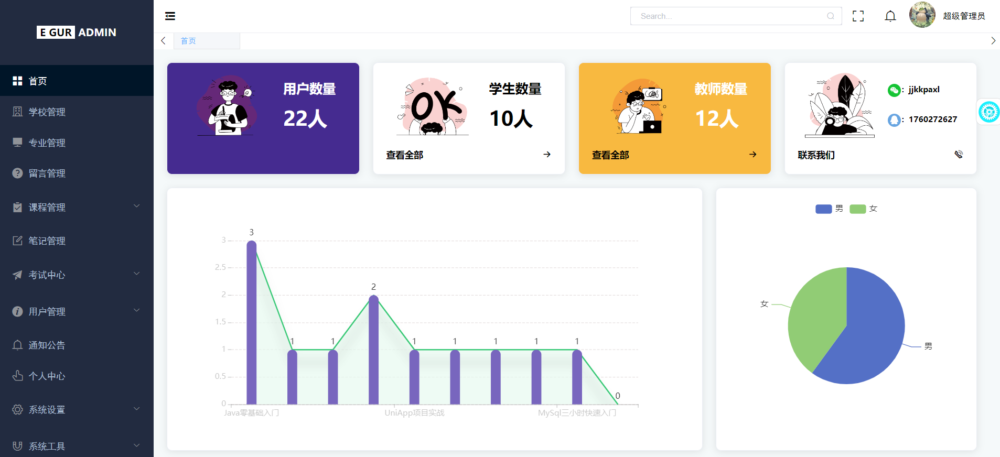 E GUR ADMIN
首页
学校管理
专业管理
留言管理
课程管理
笔记管理
考试中心
用户管理
通知公告
个人中心
系统设置
系统工具
Search...
超级管理员
首页
用户数量
22人
学生数量
10人
查看全部
教师数量
12人
查看全部
: jjkkpaxl
: 1760272627
联系我们
3
2.5
2
1.5
1
0.5
0
3
1
1
2
1
1
1
1
1
0
Java零基础入门
UniApp项目实战
MySql三小时快速入门
男
女
女
男